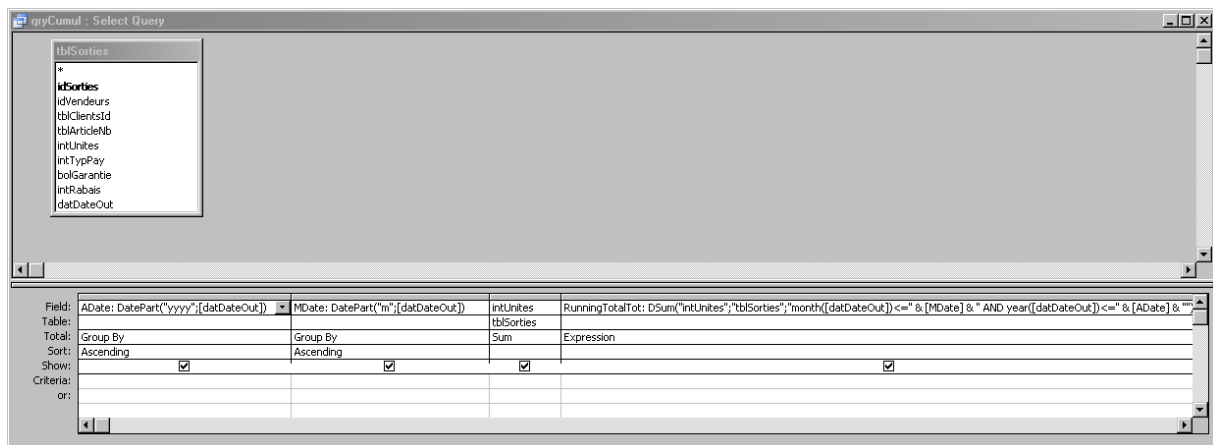 qryCumul : Select Query
tblSorties
*
idSorties
idVendeurs
tblClientsId
tblArticleNb
intUnites
intTypPay
bolGarantie
intRabais
datDateOut
Field: ADate: DatePart("yyyy";[datDateOut]) MDate: DatePart("m";[datDateOut]) intUnites RunningTotalTot: DSum("intUnites";"tblSorties";"month([datDateOut])<=" & [MDate] & " AND year([datDateOut])<=" & [ADate] & "")
Table: tblSorties
Total: Group By Group By Sum Expression
Sort: Ascending Ascending
Show:
Criteria:
or: